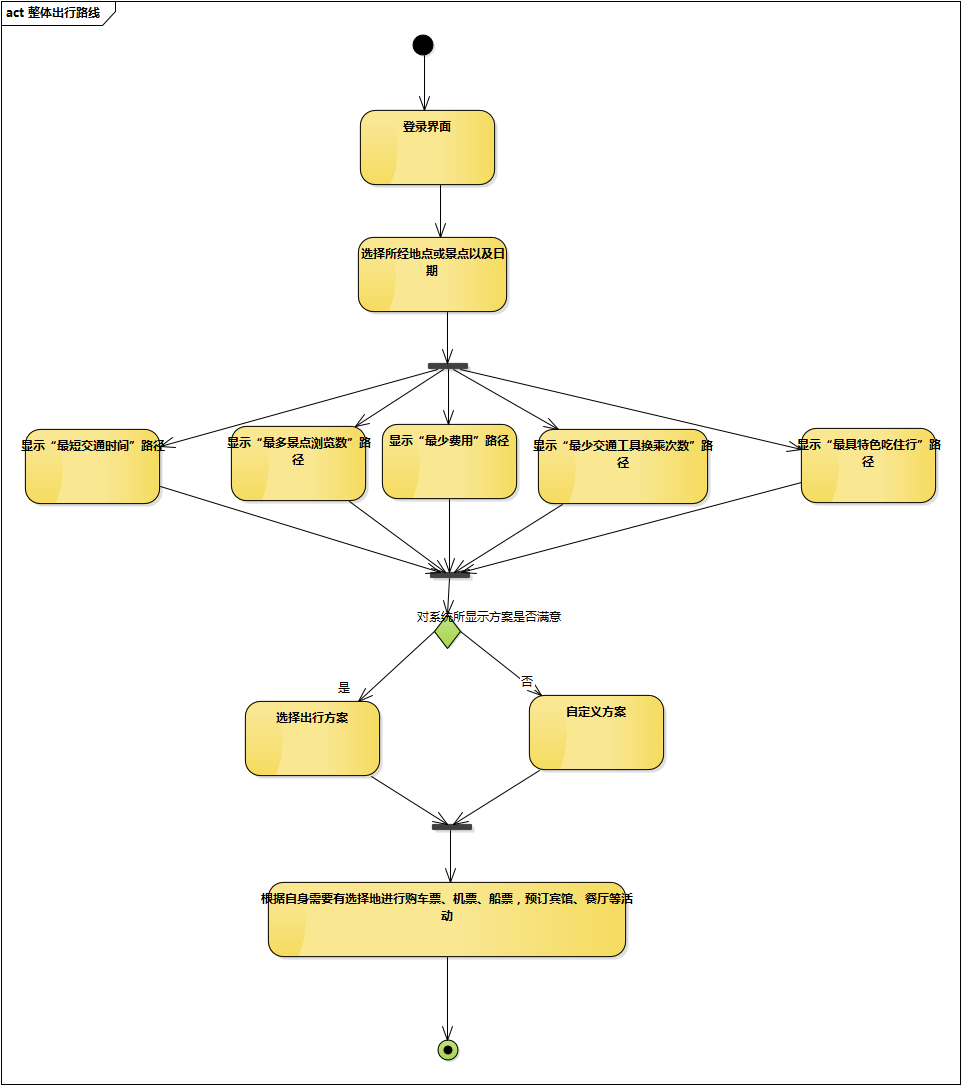 act 整体出行路线
登录界面
选择所经地点或景点以及日
期
显示“最短交通时间”路径
显示“最多景点浏览数”路
径
显示“最少费用”路径
显示“最少交通工具换乘次数”路
径
显示“最具特色吃住行”路
径
对系统所显示方案是否满意
是
否
选择出行方案
自定义方案
根据自身需要有选择地进行购车票、机票、船票，预订宾馆、餐厅等活
动